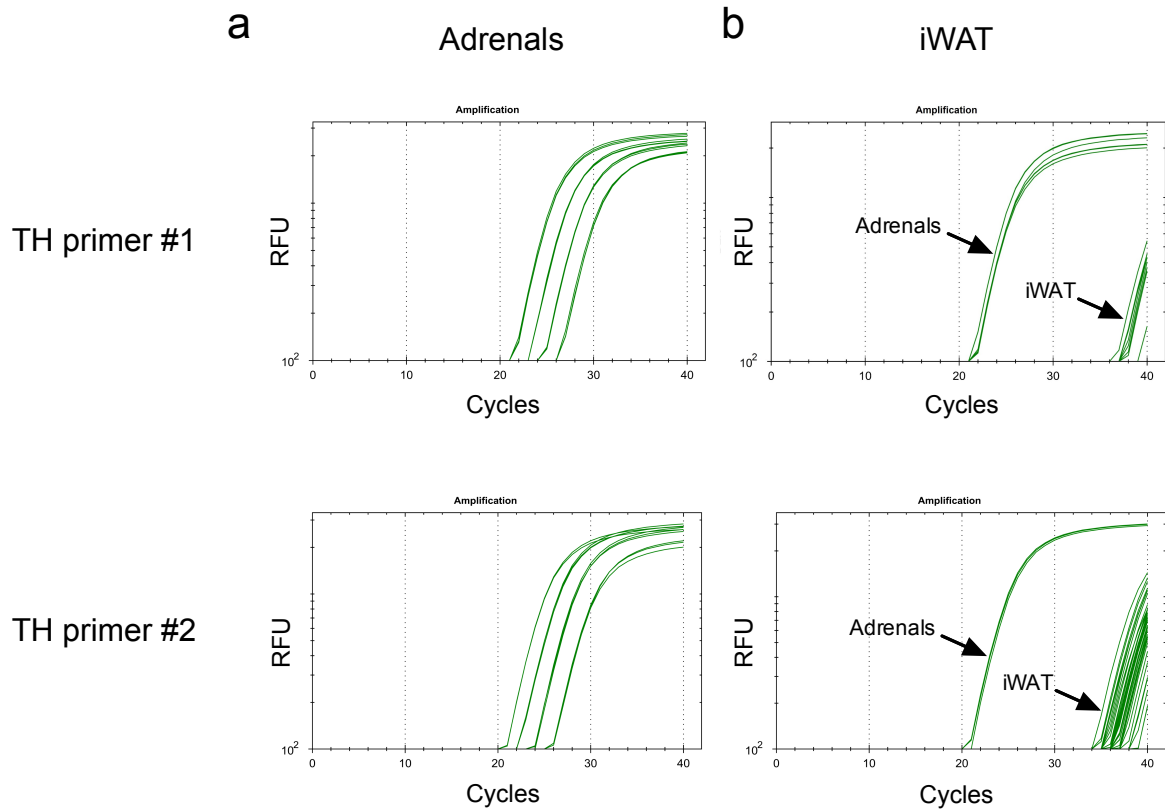 a
Adrenals
b
iWAT
TH primer #1
Amplification
RFU
10²
0 10 20 30 40
Cycles
Amplification
RFU
Adrenals
iWAT
10²
0 10 20 30 40
Cycles
TH primer #2
Amplification
RFU
10²
0 10 20 30 40
Cycles
Amplification
RFU
Adrenals
iWAT
10²
0 10 20 30 40
Cycles